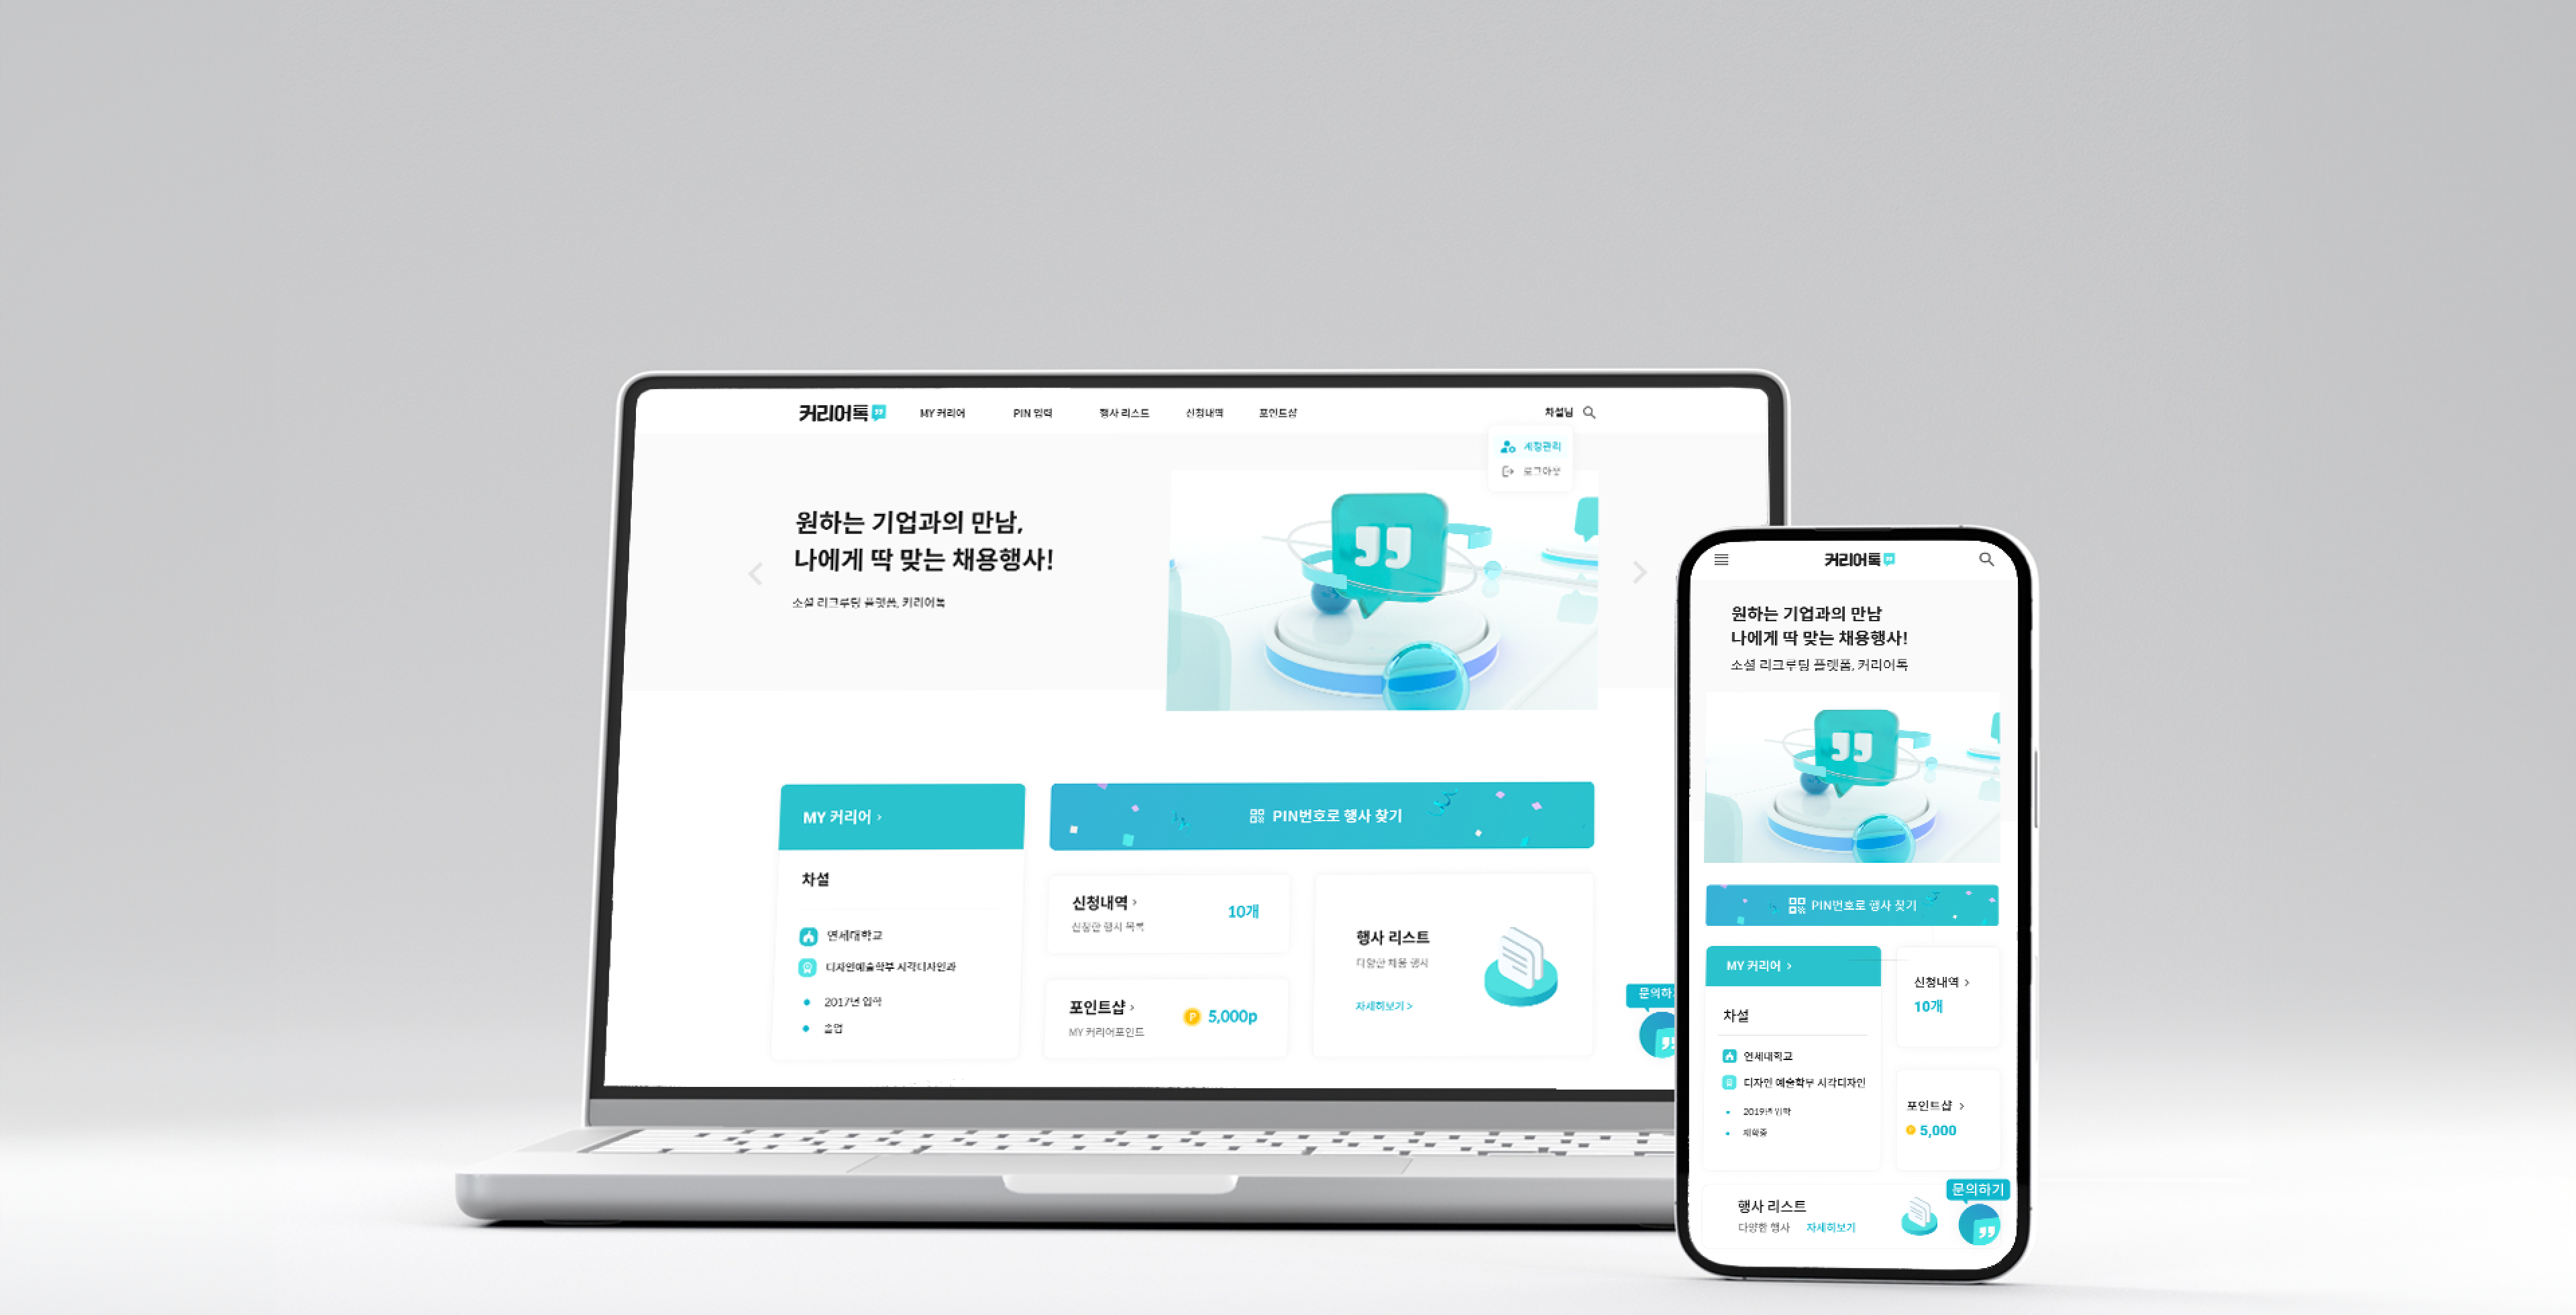 커리어톡
MY 커리어
PIN 입력
행사 리스트
신청내역
포인트샵
차설님
계정관리
로그아웃
원하는 기업과의 만남,
나에게 딱 맞는 채용행사!
소셜 리크루팅 플랫폼, 커리어톡
MY 커리어 >
PIN번호로 행사 찾기
차설
연세대학교
디자인예술학부 시각디자인과
2017년 입학
졸업
신청내역 >
신청한 행사 목록
10개
포인트샵 >
MY 커리어포인트
P 5,000p
행사 리스트
다양한 채용 행사
자세히보기 >
문의하
커리어톡
원하는 기업과의 만남
나에게 딱 맞는 채용행사!
소셜 리크루팅 플랫폼, 커리어톡
PIN번호로 행사 찾기
MY 커리어 >
차설
연세대학교
디자인 예술학부 시각디자인
2019년 입학
재학중
신청내역 >
10개
포인트샵 >
5,000
행사 리스트
다양한 행사 자세히보기
문의하기